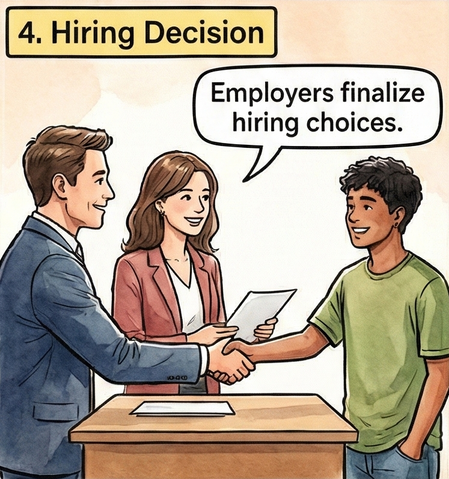 4. Hiring Decision
Employers finalize
hiring choices.